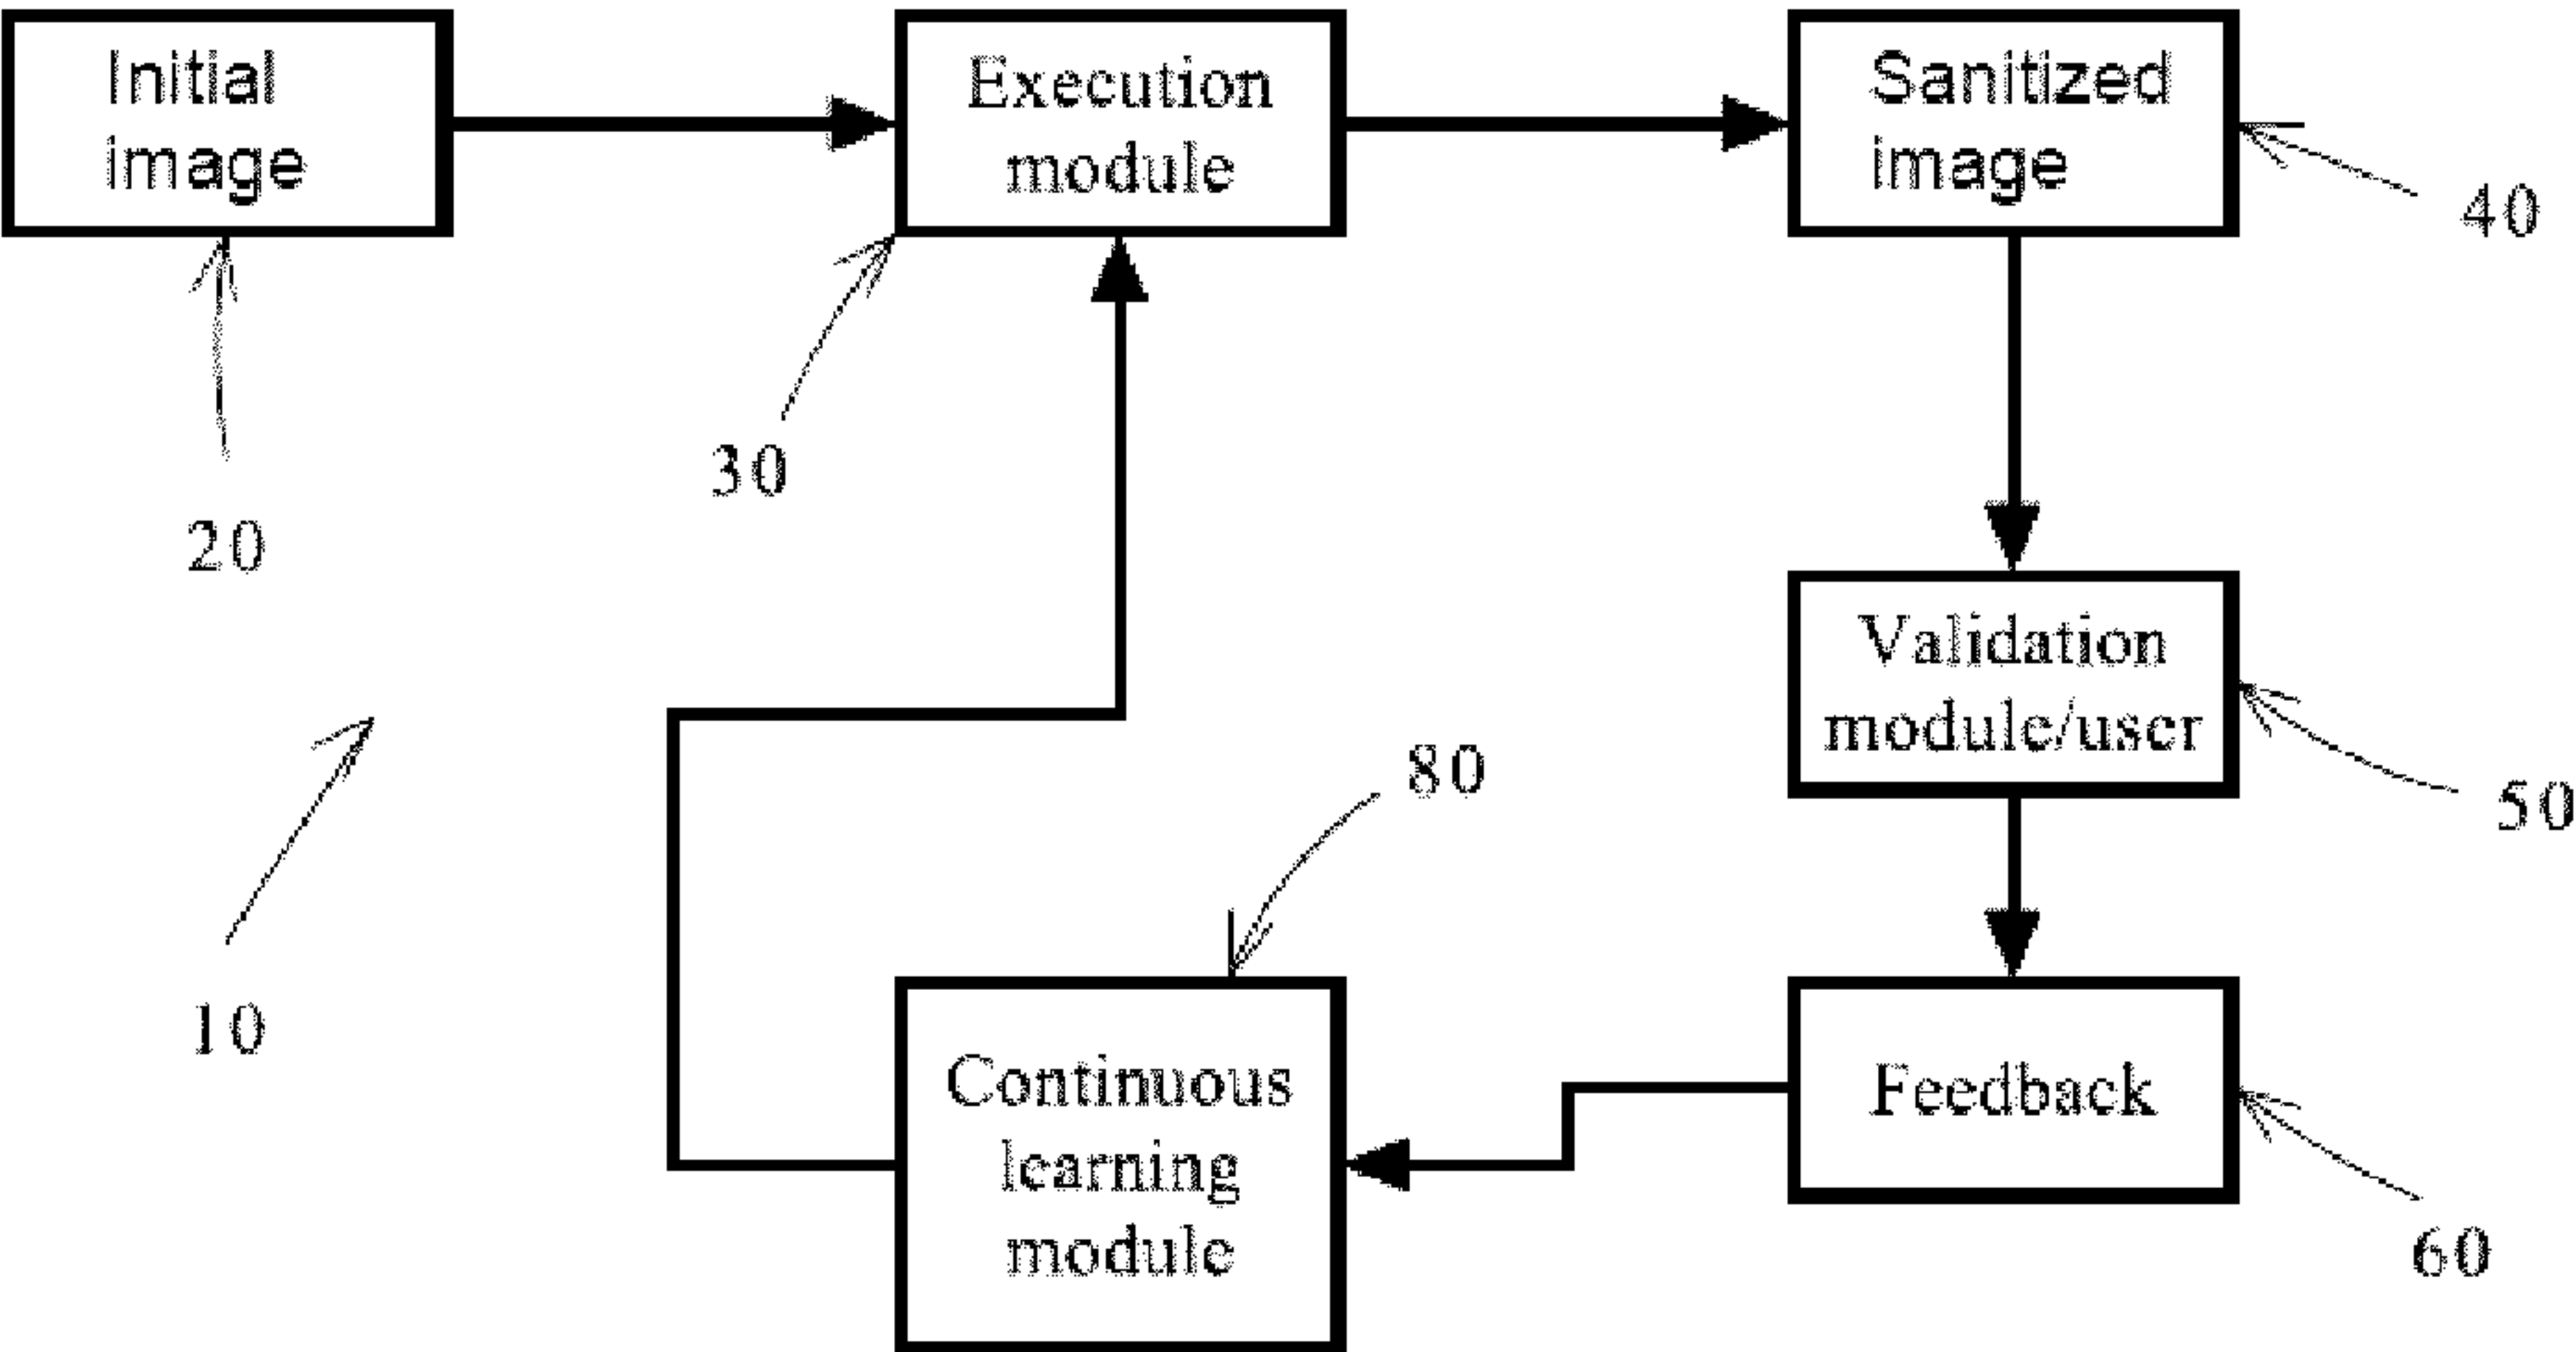 Initial
image
Execution
module
Sanitized
image
40
30
20
Validation
module/user
50
80
10
Continuous
learning
module
Feedback
60